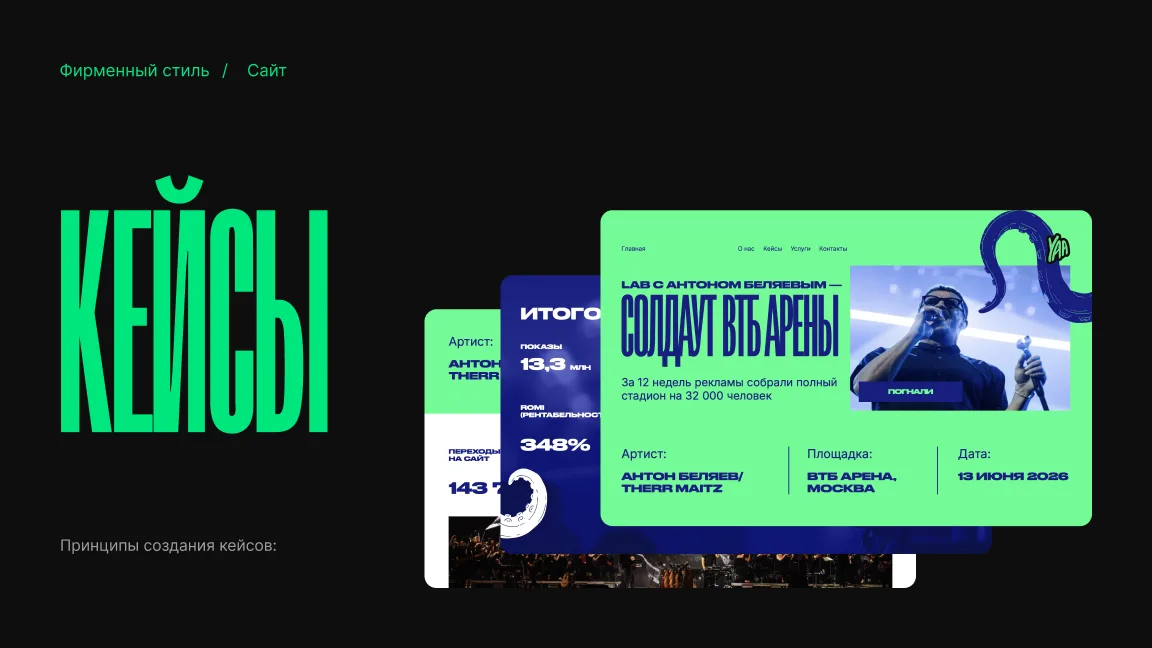 Фирменный стиль / Сайт
КЕЙСЫ
Принципы создания кейсов:
Артист:
АНТОН
THERR
ПЕРЕХОДЫ
НА САЙТ
143 7
ИТОГО
ПОКАЗЫ
13,3 МЛН
ROMI
(РЕНТАБЕЛЬНОСТ
348%
Главная О нас Кейсы Услуги Контакты
LAB С АНТОНОМ БЕЛЯЕВЫМ —
СОЛДАУТ ВТБ АРЕНЫ
За 12 недель рекламы собрали полный
стадион на 32 000 человек
ПОГНАЛИ
УАА
Артист:
АНТОН БЕЛЯЕВ/
THERR MAITZ
Площадка:
ВТБ АРЕНА,
МОСКВА
Дата:
13 ИЮНЯ 2026